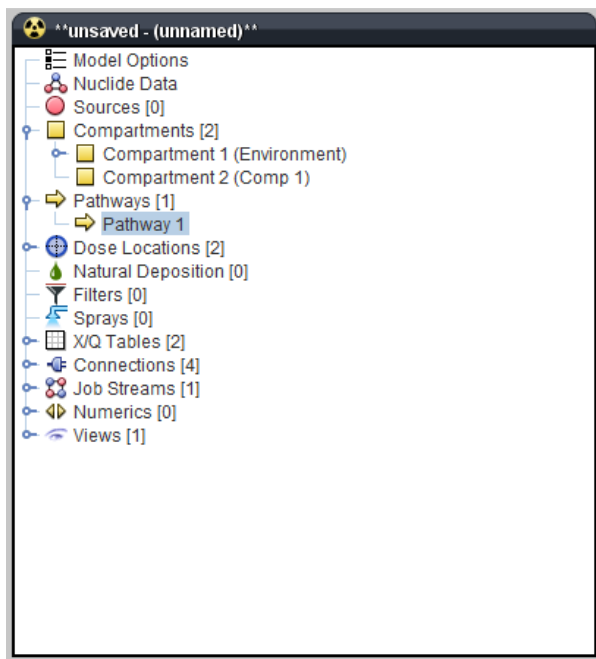 **unsaved - (unnamed)**
Model Options
Nuclide Data
Sources [0]
Compartments [2]
Compartment 1 (Environment)
Compartment 2 (Comp 1)
Pathways [1]
Pathway 1
Dose Locations [2]
Natural Deposition [0]
Filters [0]
Sprays [0]
X/Q Tables [2]
Connections [4]
Job Streams [1]
Numerics [0]
Views [1]